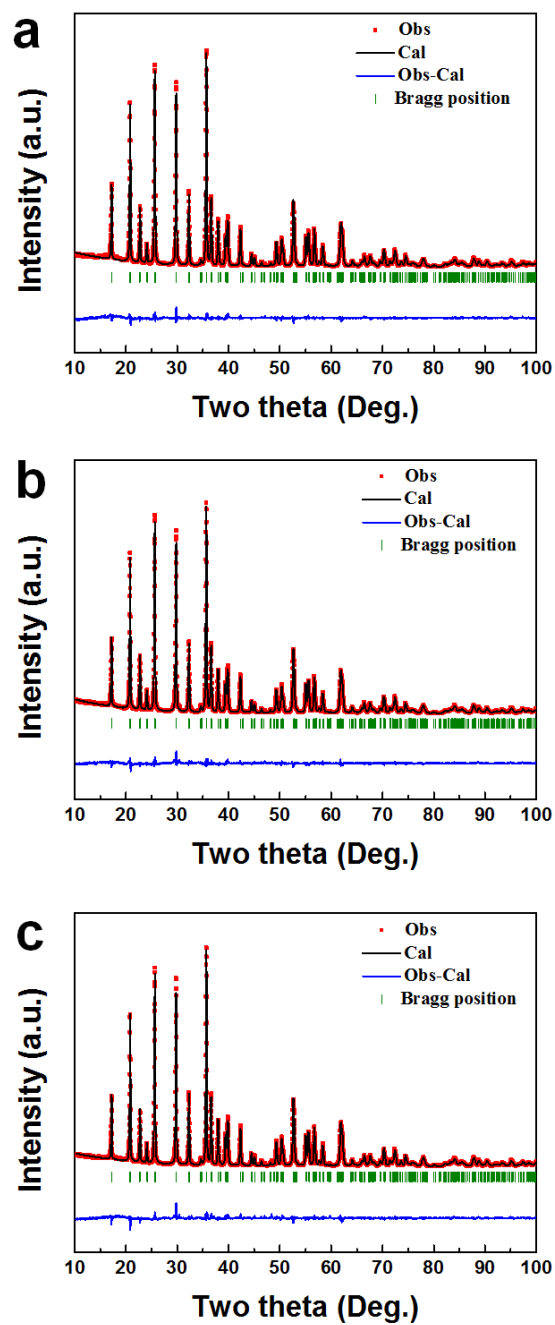 a
Obs
Cal
Obs-Cal
Bragg position
Intensity (a.u.)
10 20 30 40 50 60 70 80 90 100
Two theta (Deg.)
b
Obs
Cal
Obs-Cal
Bragg position
Intensity (a.u.)
10 20 30 40 50 60 70 80 90 100
Two theta (Deg.)
c
Obs
Cal
Obs-Cal
Bragg position
Intensity (a.u.)
10 20 30 40 50 60 70 80 90 100
Two theta (Deg.)